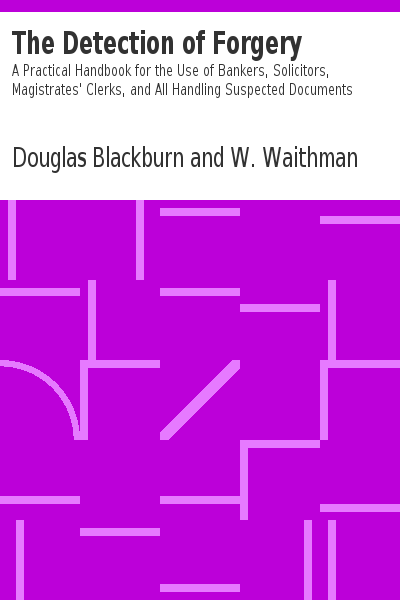 The Detection of Forgery
A Practical Handbook for the Use of Bankers, Solicitors,
Magistrates' Clerks, and All Handling Suspected Documents
Douglas Blackburn and W. Waithman